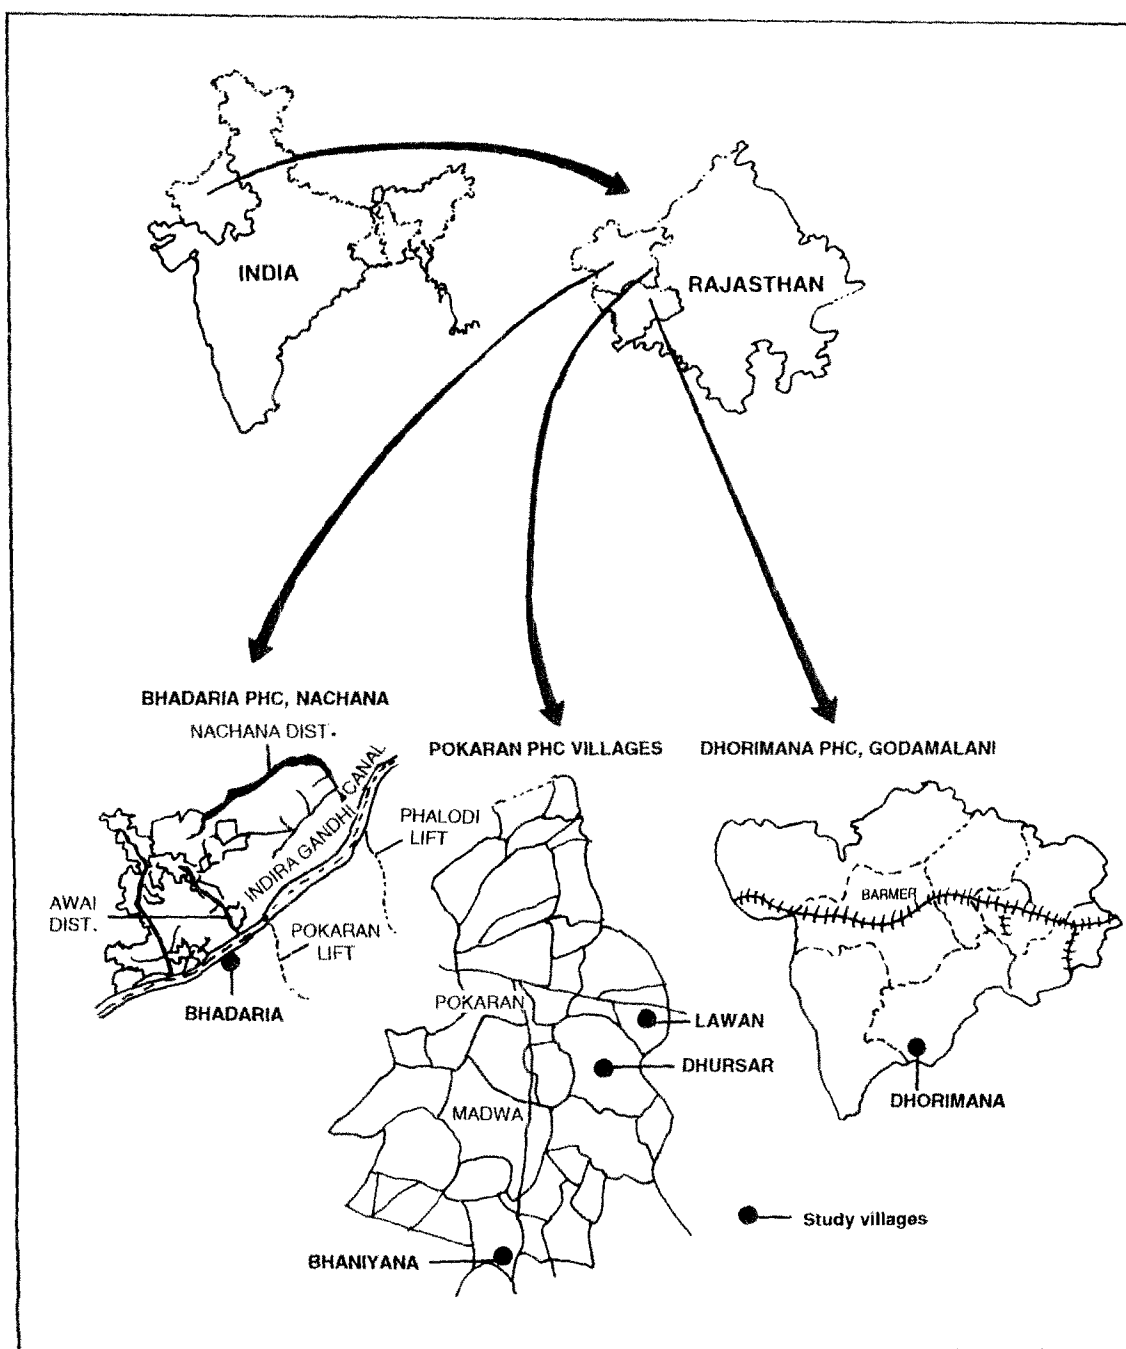 INDIA
RAJASTHAN
BHADARIA PHC, NACHANA
NACHANA DIST.
POKARAN PHC VILLAGES
DHORIMANA PHC, GODAMALANI
INDIRA GANDHI CANAL
PHALODI
LIFT
AWAI
DIST.
POKARAN
LIFT
BHADARIA
BARMER
POKARAN
LAWAN
DHURSAR
MADWA
DHORIMANA
Study villages
BHANIYANA